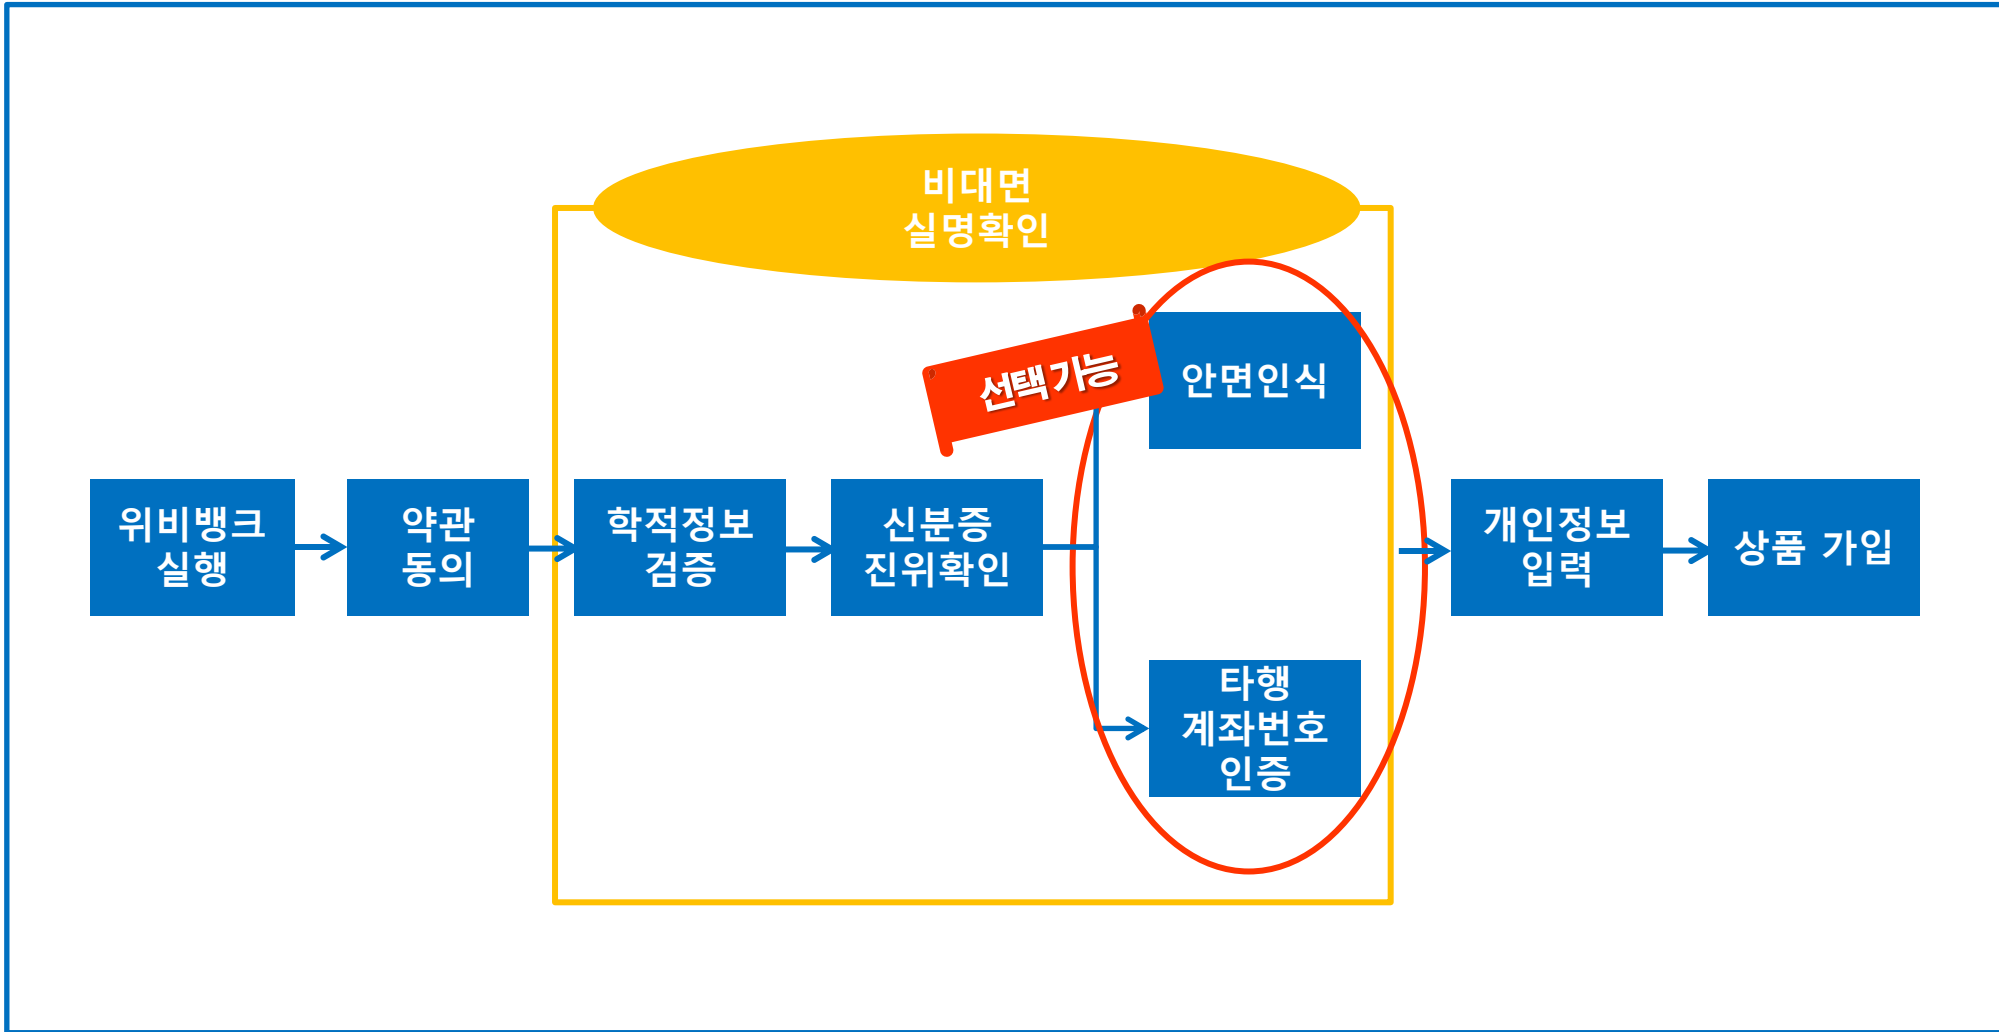 비대면
실명확인
선택 가능
안면인식
위비뱅크
실행
약관
동의
학적정보
검증
신분증
진위확인
타행
계좌번호
인증
개인정보
입력
상품 가입